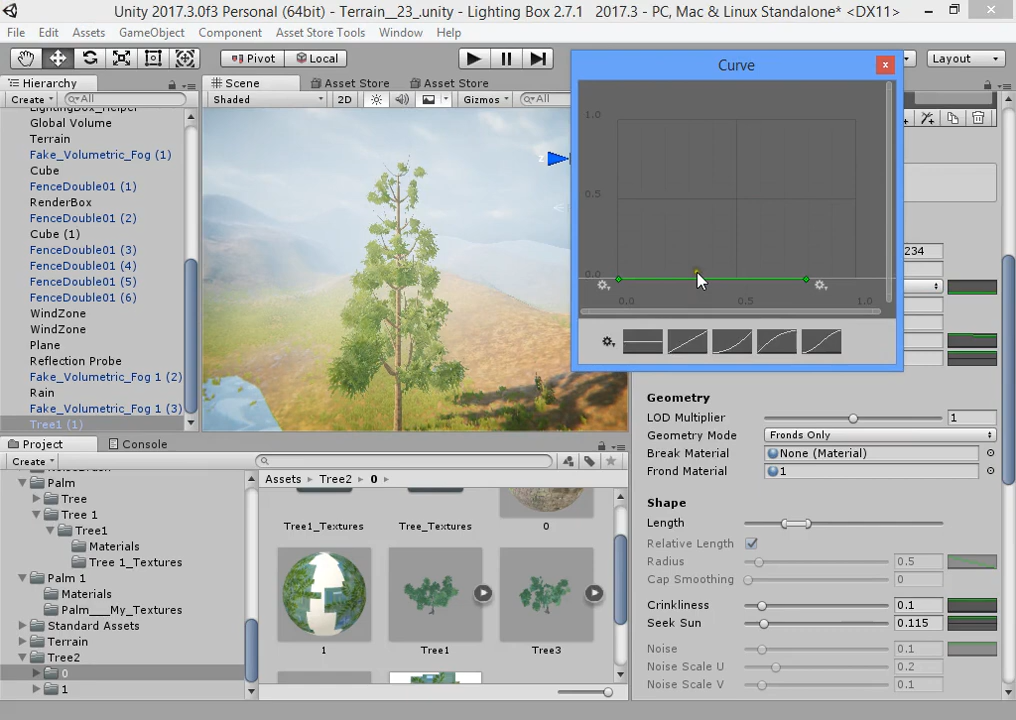 Unity 2017.3.0f3 Personal (64bit) - Terrain__23_.unity - Lighting Box 2.7.1   2017.3 - PC, Mac & Linux Standalone* <DX11>
File Edit Assets GameObject Component Asset Store Tools Window Help
Pivot Local Layout
Hierarchy
Create All
LightingBox_Helper
Global Volume
Terrain
Fake_Volumetric_Fog (1)
Cube
FenceDouble01 (1)
RenderBox
FenceDouble01 (2)
Cube (1)
FenceDouble01 (3)
FenceDouble01 (4)
FenceDouble01 (5)
FenceDouble01 (6)
WindZone
WindZone
Plane
Reflection Probe
Fake_Volumetric_Fog 1 (2)
Rain
Fake_Volumetric_Fog 1 (3)
Tree1 (1)
Scene Asset Store Asset Store
Shaded 2D Gizmos All
z
Curve
1.0
0.5
0.0
0.0 0.5 1.0
234
Geometry
LOD Multiplier 1
Geometry Mode Fronds Only
Break Material None (Material)
Frond Material 1
Shape
Length
Relative Length
Radius 0.5
Cap Smoothing 0
Crinkliness 0.1
Seek Sun 0.115
Noise 0.1
Noise Scale U 0.2
Noise Scale V 0.1
Project Console
Create
Palm
Tree
Tree 1
Tree1
Materials
Tree 1_Textures
Palm 1
Materials
Palm___My_Textures
Standard Assets
Terrain
Tree2
0
1
Assets Tree2 0
Tree1_Textures Tree_Textures 0
1 Tree1 Tree3